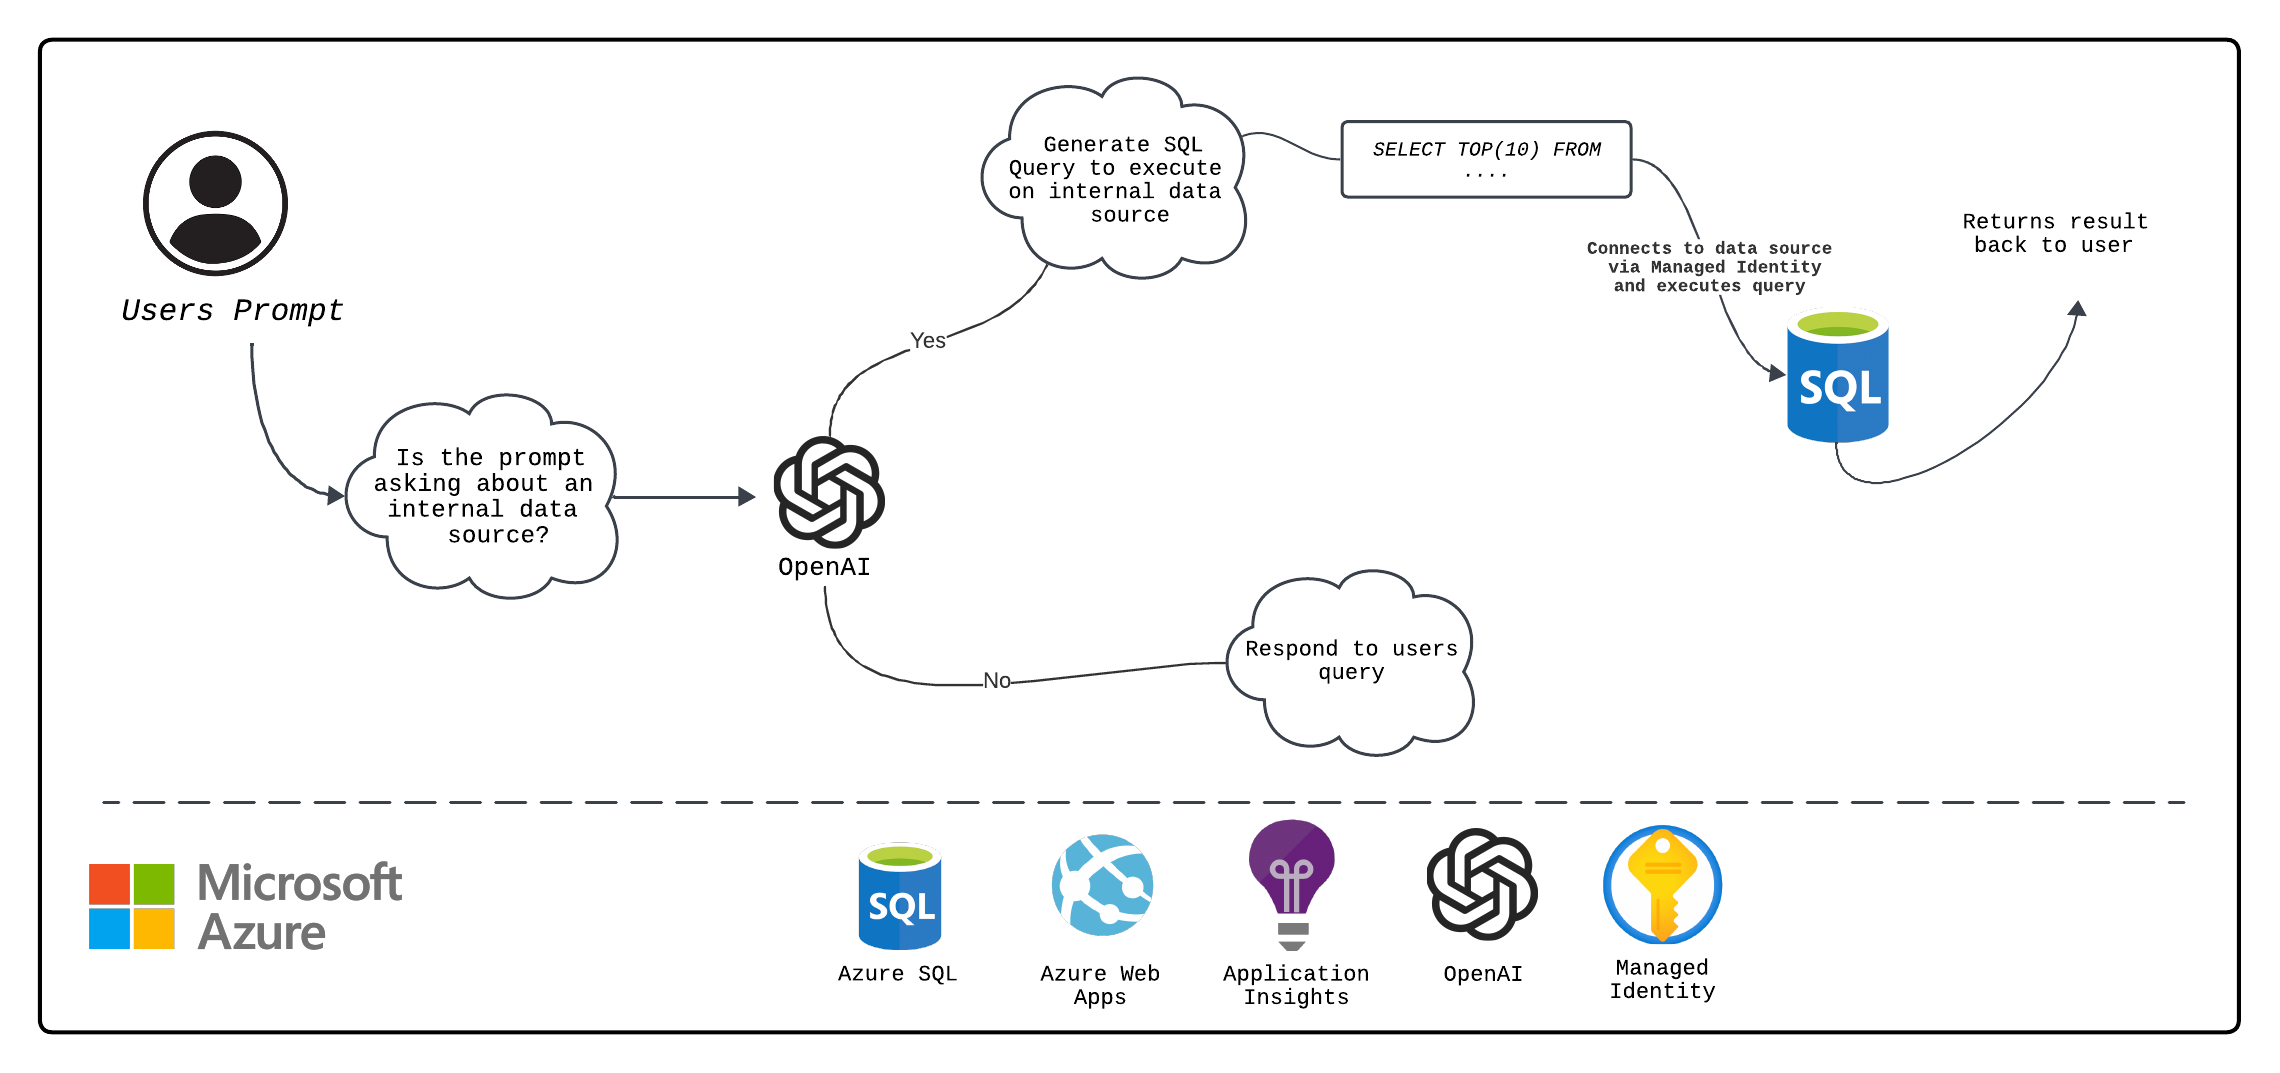 Users Prompt
Is the prompt
asking about an
internal data
source?
OpenAI
Yes
Generate SQL
Query to execute
on internal data
source
SELECT TOP(10) FROM
....
Connects to data source
via Managed Identity
and executes query
SQL
Returns result
back to user
No
Respond to users
query
Microsoft
Azure
SQL
Azure SQL
Azure Web
Apps
Application
Insights
OpenAI
Managed
Identity